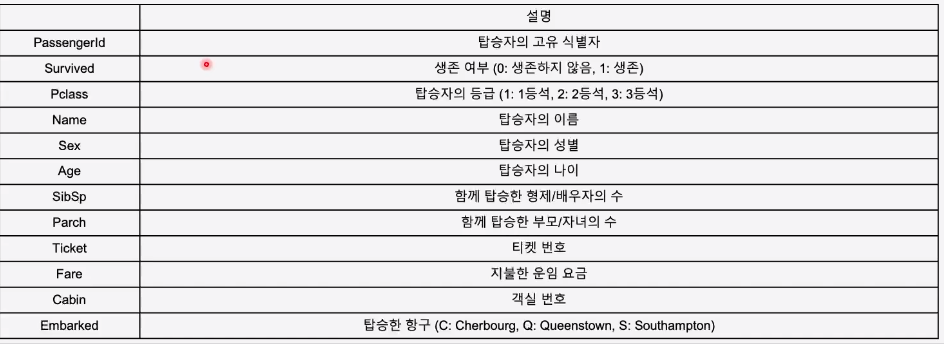 설명
PassengerId 탑승자의 고유 식별자
Survived 생존 여부 (0: 생존하지 않음, 1: 생존)
Pclass 탑승자의 등급 (1: 1등석, 2: 2등석, 3: 3등석)
Name 탑승자의 이름
Sex 탑승자의 성별
Age 탑승자의 나이
SibSp 함께 탑승한 형제/배우자의 수
Parch 함께 탑승한 부모/자녀의 수
Ticket 티켓 번호
Fare 지불한 운임 요금
Cabin 객실 번호
Embarked 탑승한 항구 (C: Cherbourg, Q: Queenstown, S: Southampton)